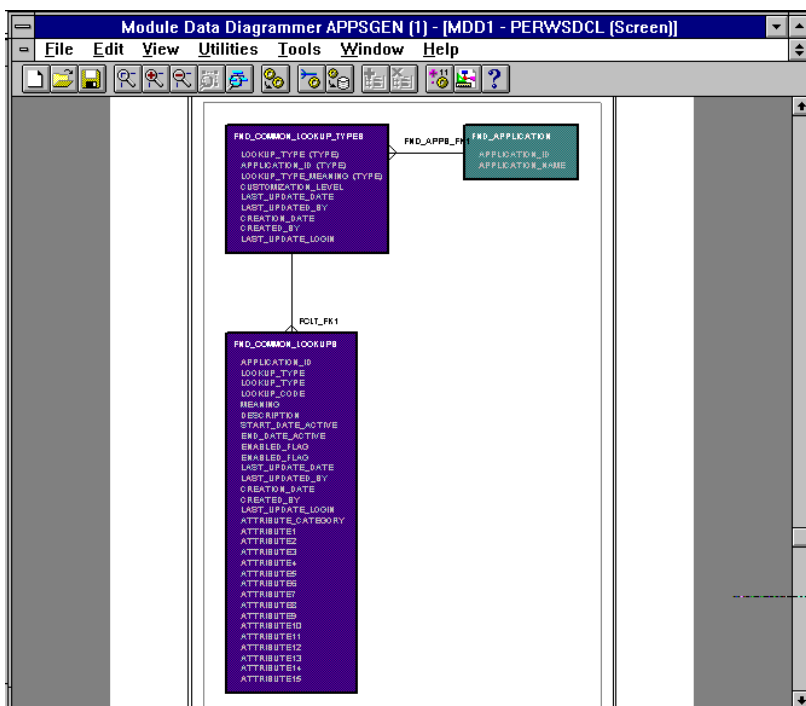 Module Data Diagrammer APPSGEN (1) - [MDD1 - PERWSDCL (Screen)]
File Edit View Utilities Tools Window Help
FND_COMMON_LOOKUP_TYPES
LOOKUP_TYPE (TYPE)
APPLICATION_ID (TYPE)
LOOKUP_TYPE_MEANING (TYPE)
CUSTOMIZATION_LEVEL
LAST_UPDATE_DATE
LAST_UPDATED_BY
CREATION_DATE
CREATED_BY
LAST_UPDATE_LOGIN
FND_APPS_FK1
FND_APPLICATION
APPLICATION_ID
APPLICATION_NAME
FCLT_FK1
FND_COMMON_LOOKUPS
APPLICATION_ID
LOOKUP_TYPE
LOOKUP_TYPE
LOOKUP_CODE
MEANING
DESCRIPTION
START_DATE_ACTIVE
END_DATE_ACTIVE
ENABLED_FLAG
ENABLED_FLAG
LAST_UPDATE_DATE
LAST_UPDATED_BY
CREATION_DATE
CREATED_BY
LAST_UPDATE_LOGIN
ATTRIBUTE_CATEGORY
ATTRIBUTE1
ATTRIBUTE2
ATTRIBUTE3
ATTRIBUTE4
ATTRIBUTE5
ATTRIBUTE6
ATTRIBUTE7
ATTRIBUTE8
ATTRIBUTE9
ATTRIBUTE10
ATTRIBUTE11
ATTRIBUTE12
ATTRIBUTE13
ATTRIBUTE14
ATTRIBUTE15